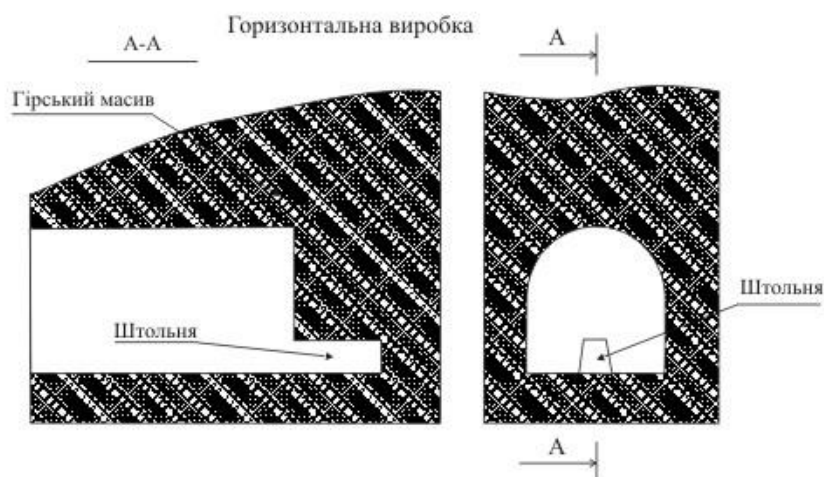 Горизонтальна виробка
А-А
А
Гірський масив
Штольня
Штольня
А